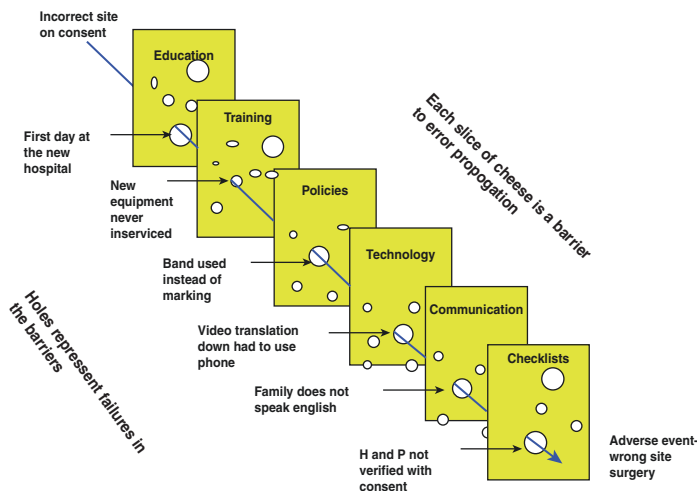 Incorrect site
on consent
Education
First day at
the new
hospital
Training
New
equipment
never
inserviced
Policies
Band used
instead of
marking
Technology
Video translation
down had to use
phone
Communication
Family does not
speak english
Checklists
H and P not
verified with
consent
Adverse event-
wrong site
surgery
Each slice of cheese is a barrier
to error propogation
Holes repressent failures in
the barriers